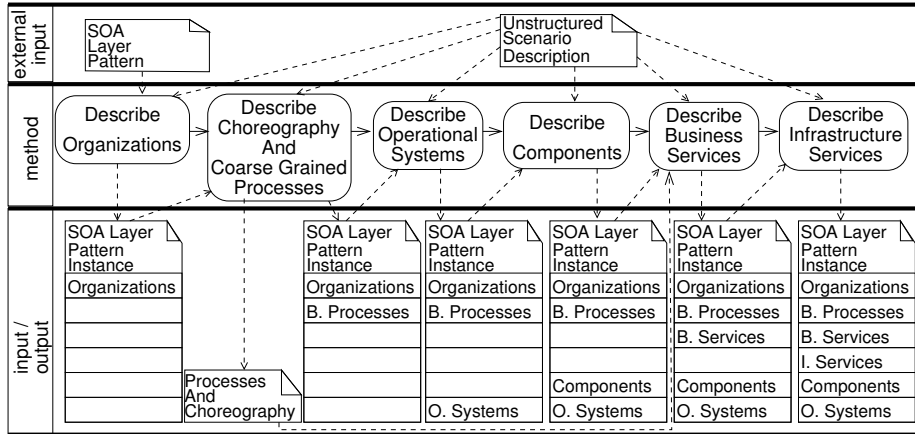 external
input
SOA
Layer
Pattern
Unstructured
Scenario
Description
method
Describe
Organizations
Describe
Choreography
And
Coarse Grained
Processes
Describe
Operational
Systems
Describe
Components
Describe
Business
Services
Describe
Infrastructure
Services
input /
output
SOA Layer
Pattern
Instance
Organizations
Processes
And
Choreography
SOA Layer
Pattern
Instance
Organizations
B. Processes
SOA Layer
Pattern
Instance
Organizations
B. Processes
O. Systems
SOA Layer
Pattern
Instance
Organizations
B. Processes
Components
O. Systems
SOA Layer
Pattern
Instance
Organizations
B. Processes
B. Services
Components
O. Systems
SOA Layer
Pattern
Instance
Organizations
B. Processes
B. Services
I. Services
Components
O. Systems